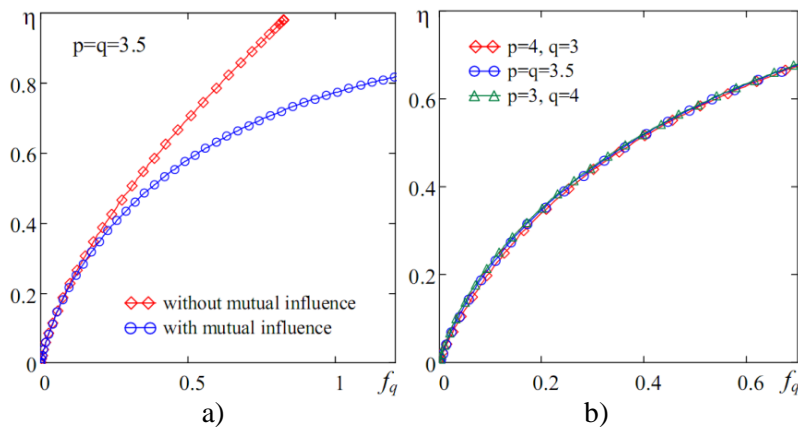 η
1
0.8
0.6
0.4
0.2
0
0
0.5
1
f_q
p=q=3.5
without mutual influence
with mutual influence
a)
η
0.6
0.4
0.2
0
0
0.2
0.4
0.6
f_q
p=4, q=3
p=q=3.5
p=3, q=4
b)